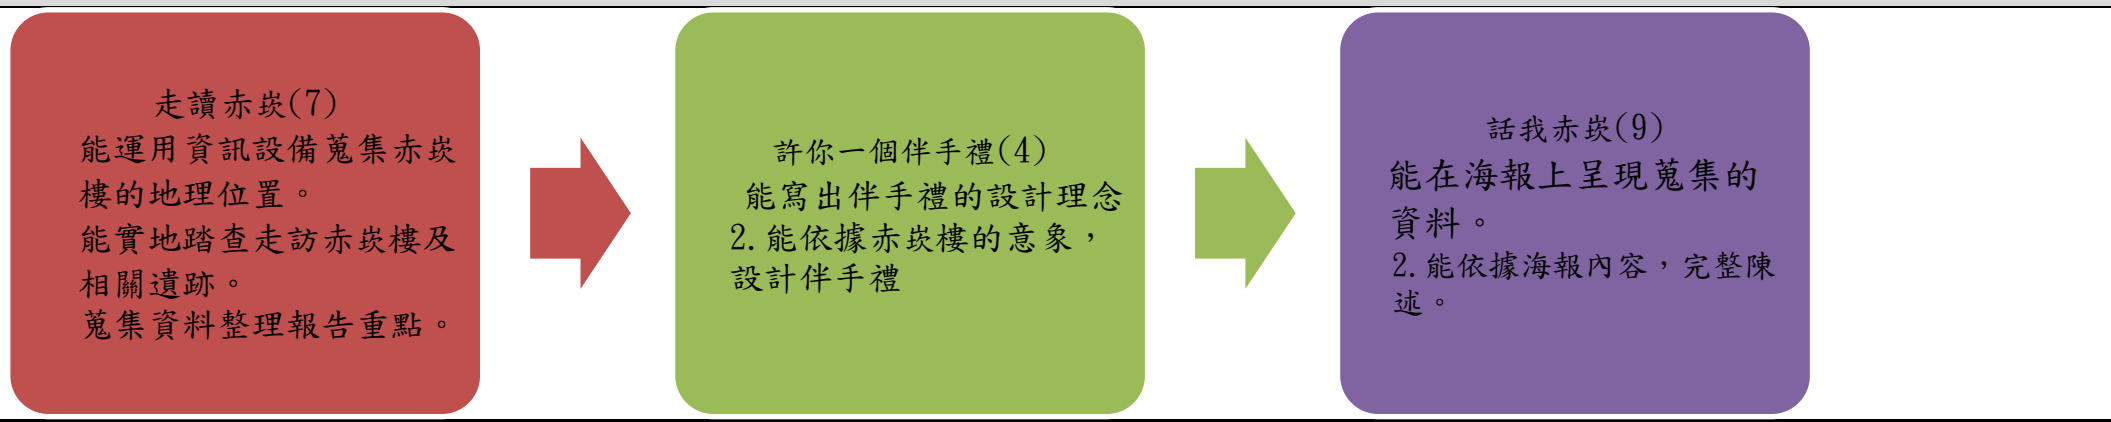 走讀赤崁(7)
能運用資訊設備蒐集赤崁
樓的地理位置。
能實地踏查走訪赤崁樓及
相關遺跡。
蒐集資料整理報告重點。
許你一個伴手禮(4)
能寫出伴手禮的設計理念
2.能依據赤崁樓的意象，
設計伴手禮
話我赤崁(9)
能在海報上呈現蒐集的
資料。
2.能依據海報內容，完整陳
述。